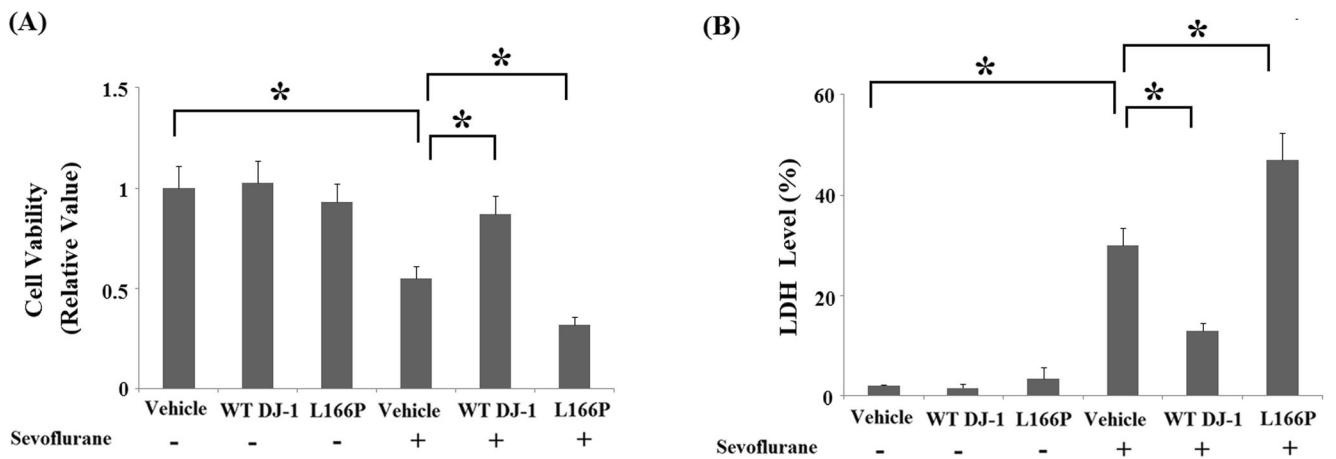 (A)
*
*
*
1.5
1
0.5
0
Cell Vability
(Relative Value)
Vehicle WT DJ-1 L166P Vehicle WT DJ-1 L166P
Sevoflurane - - - + + +
(B)
*
*
*
60
40
20
0
LDH Level (%)
Vehicle WT DJ-1 L166P Vehicle WT DJ-1 L166P
Sevoflurane - - - + + +